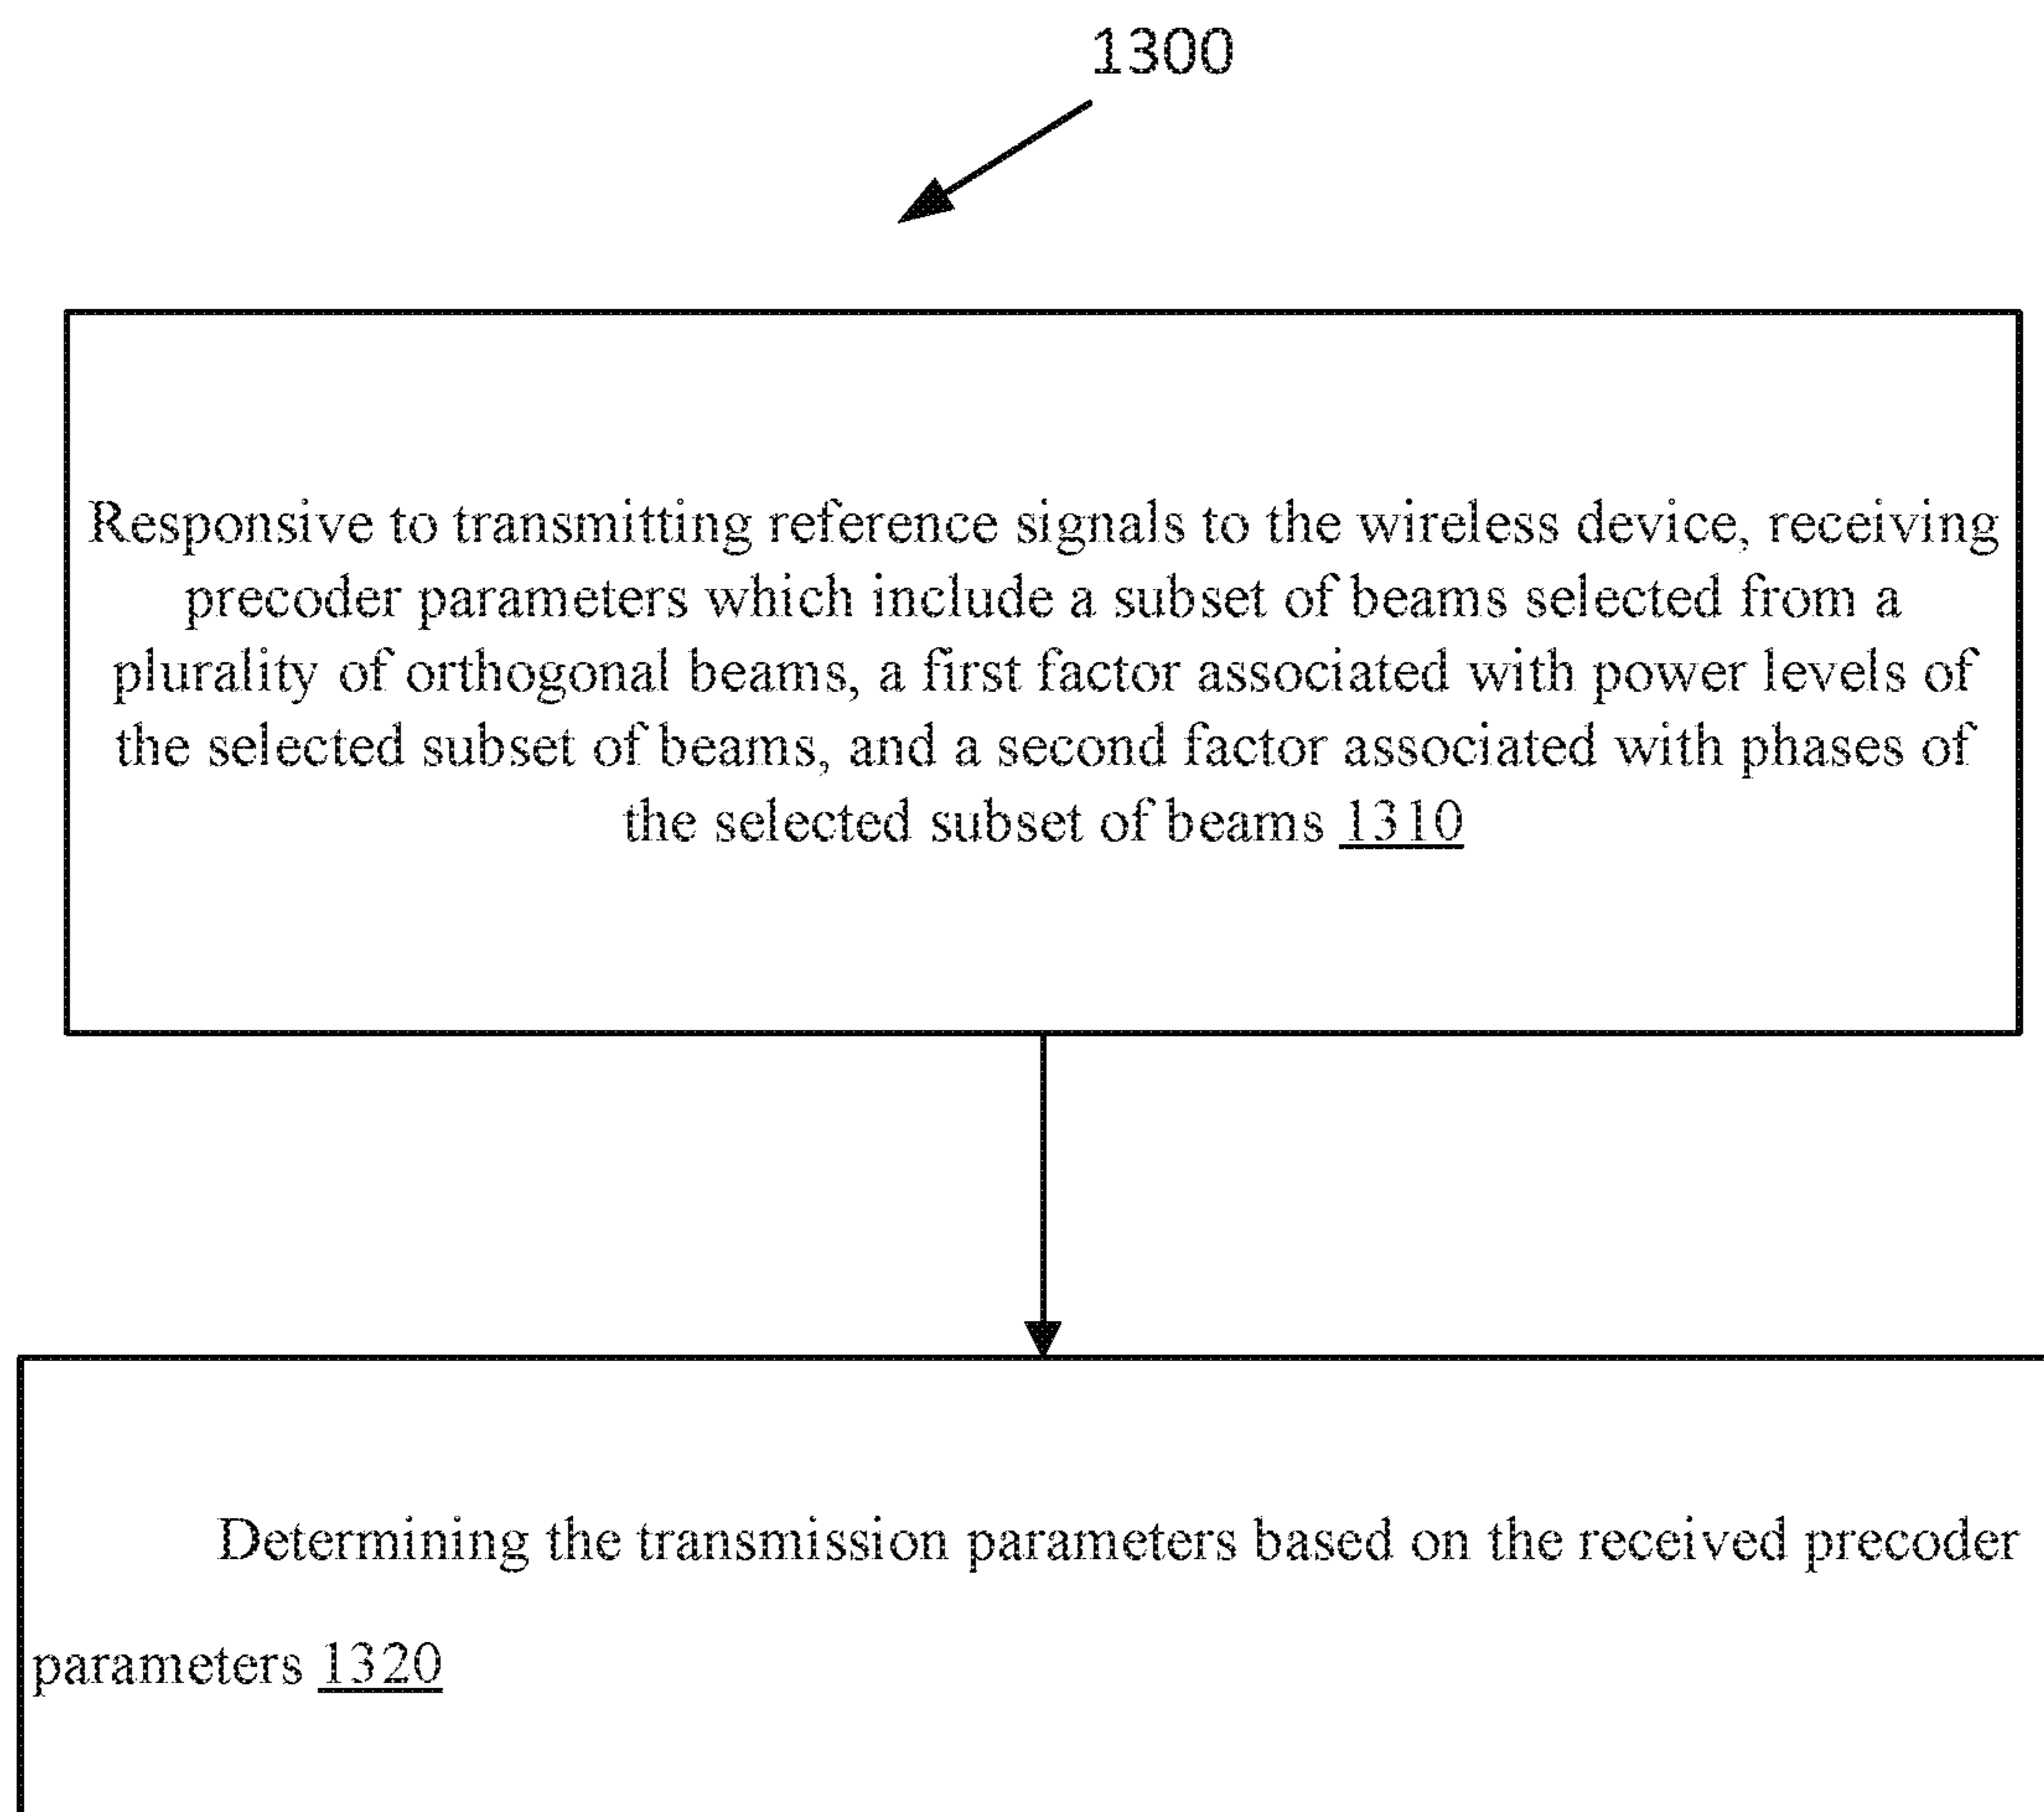 1300
Responsive to transmitting reference signals to the wireless device, receiving
precoder parameters which include a subset of beams selected from a
plurality of orthogonal beams, a first factor associated with power levels of
the selected subset of beams, and a second factor associated with phases of
the selected subset of beams 1310
Determining the transmission parameters based on the received precoder
parameters 1320